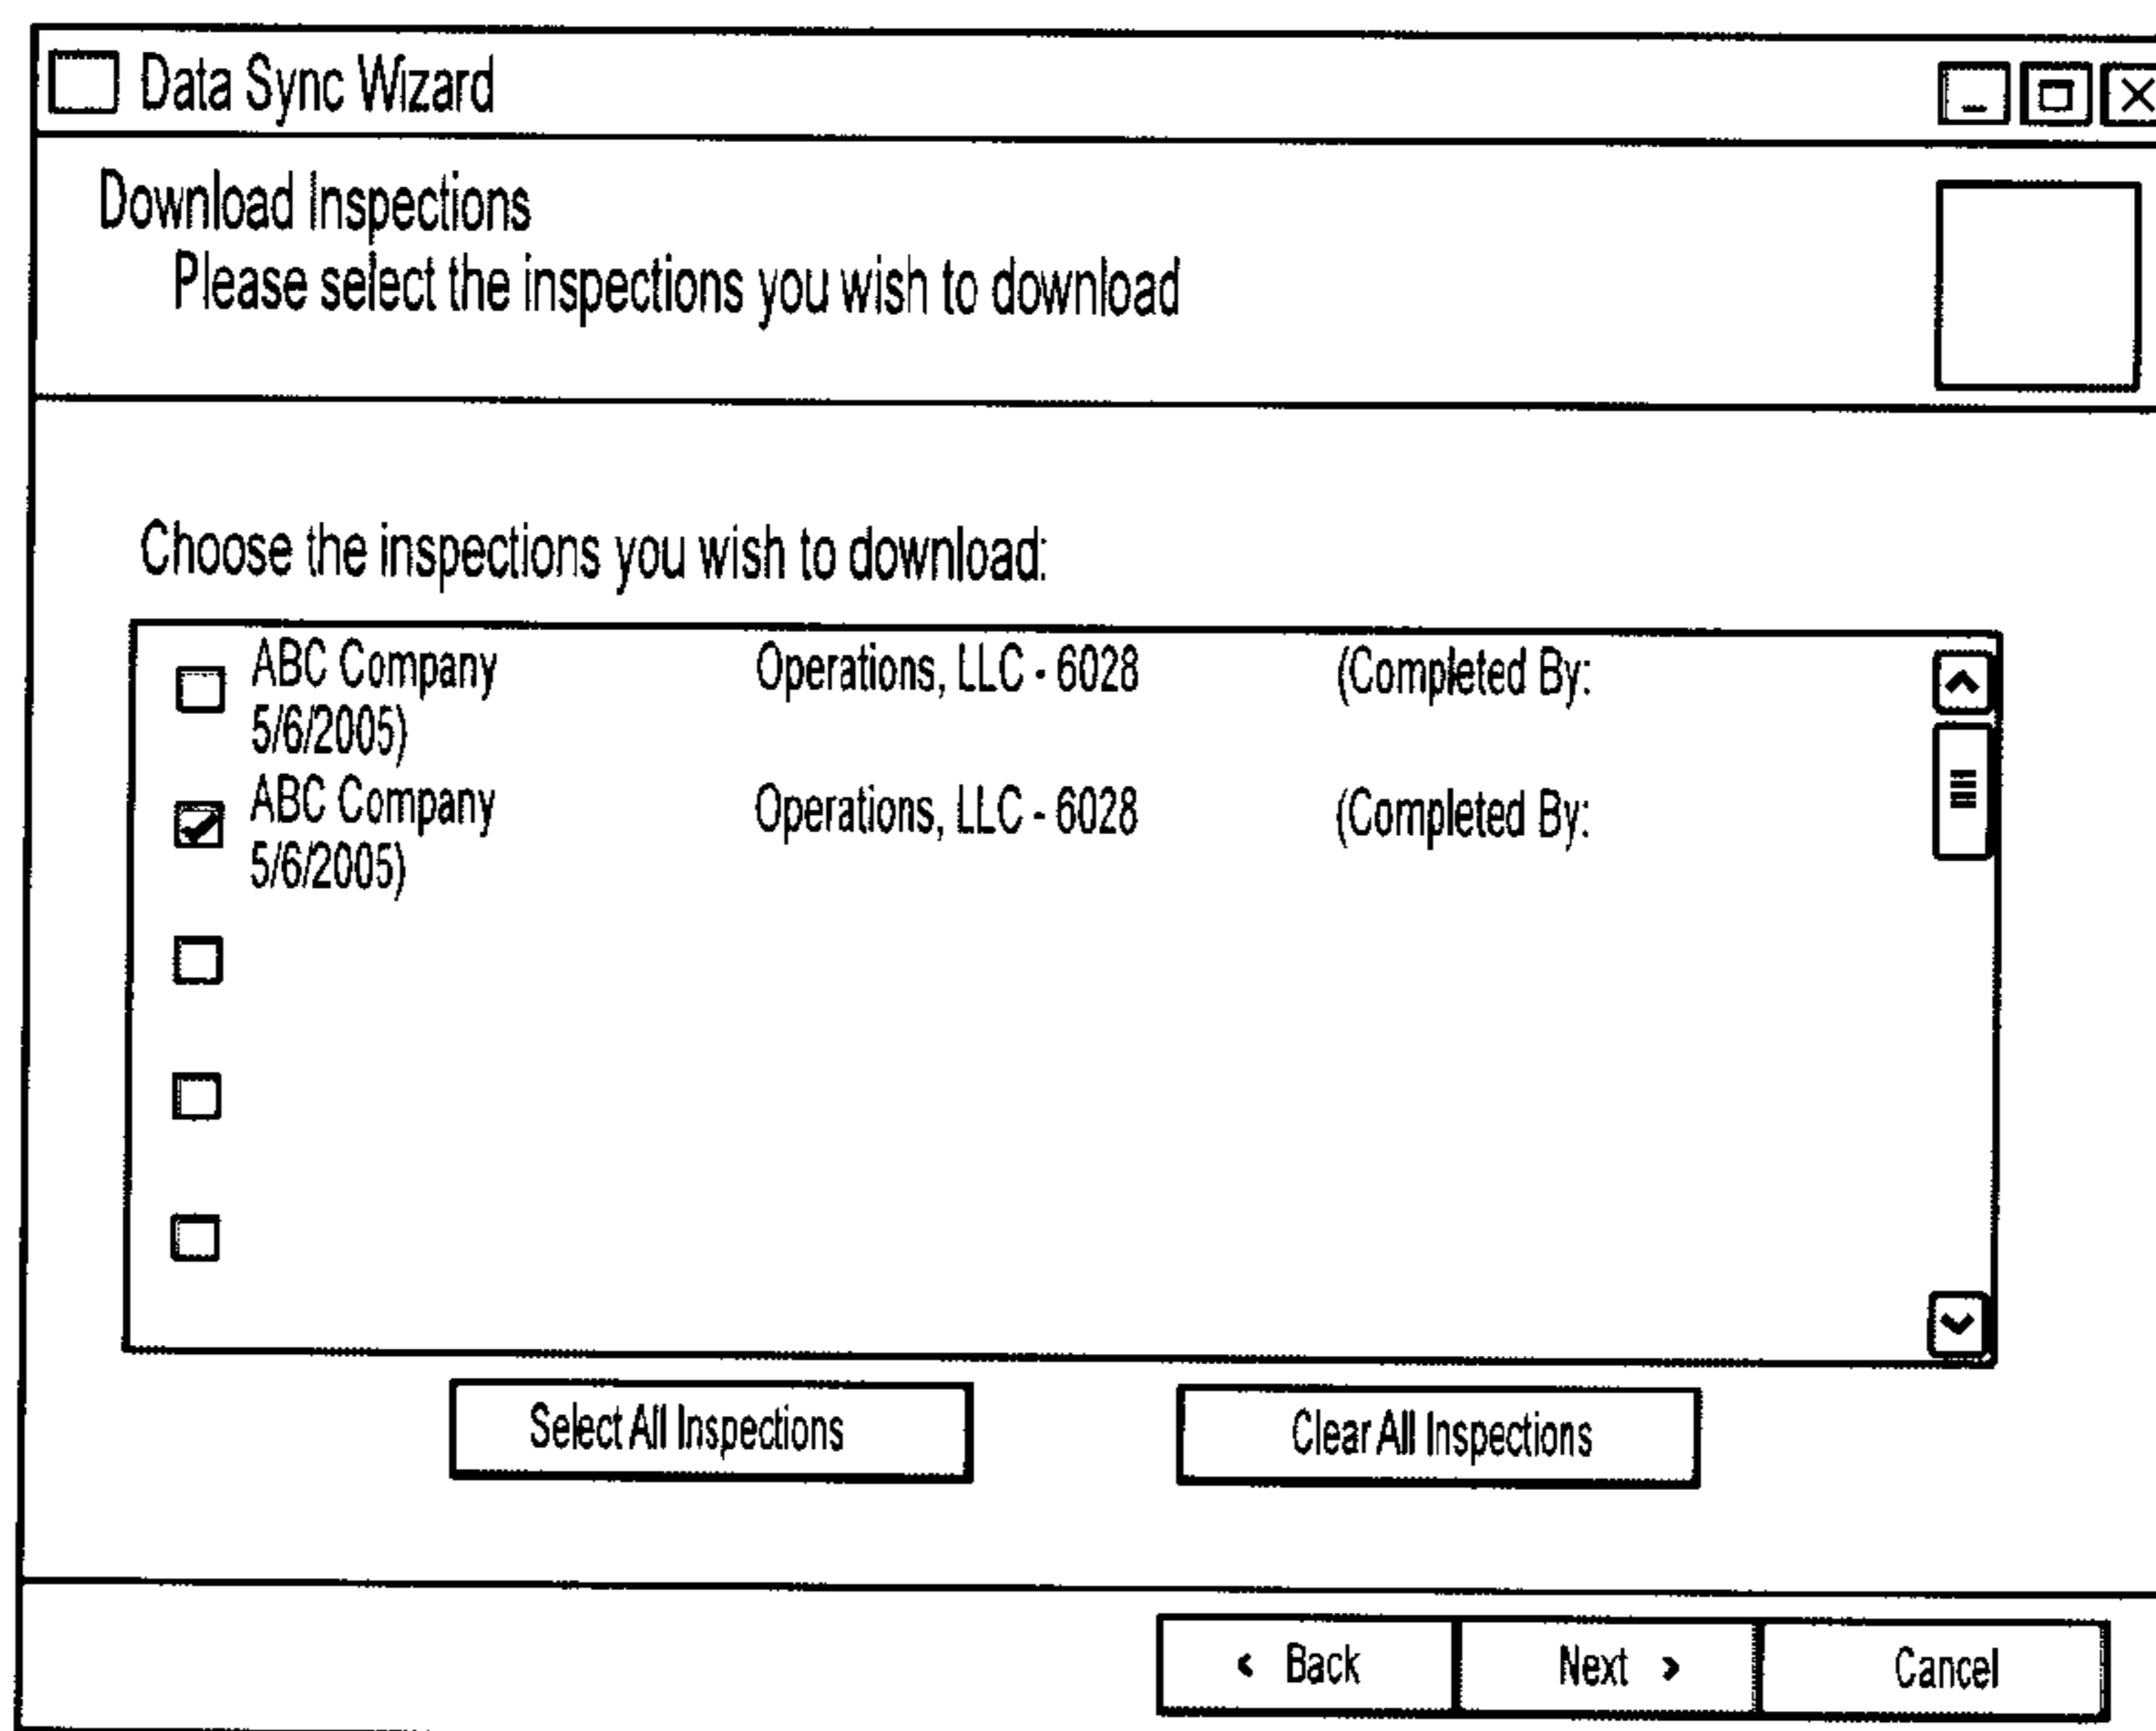 Data Sync Wizard
Download Inspections
Please select the inspections you wish to download
Choose the inspections you wish to download:
ABC Company Operations, LLC - 6028 (Completed By:
5/6/2005)
ABC Company Operations, LLC - 6028 (Completed By:
5/6/2005)
Select All Inspections Clear All Inspections
‹ Back Next › Cancel